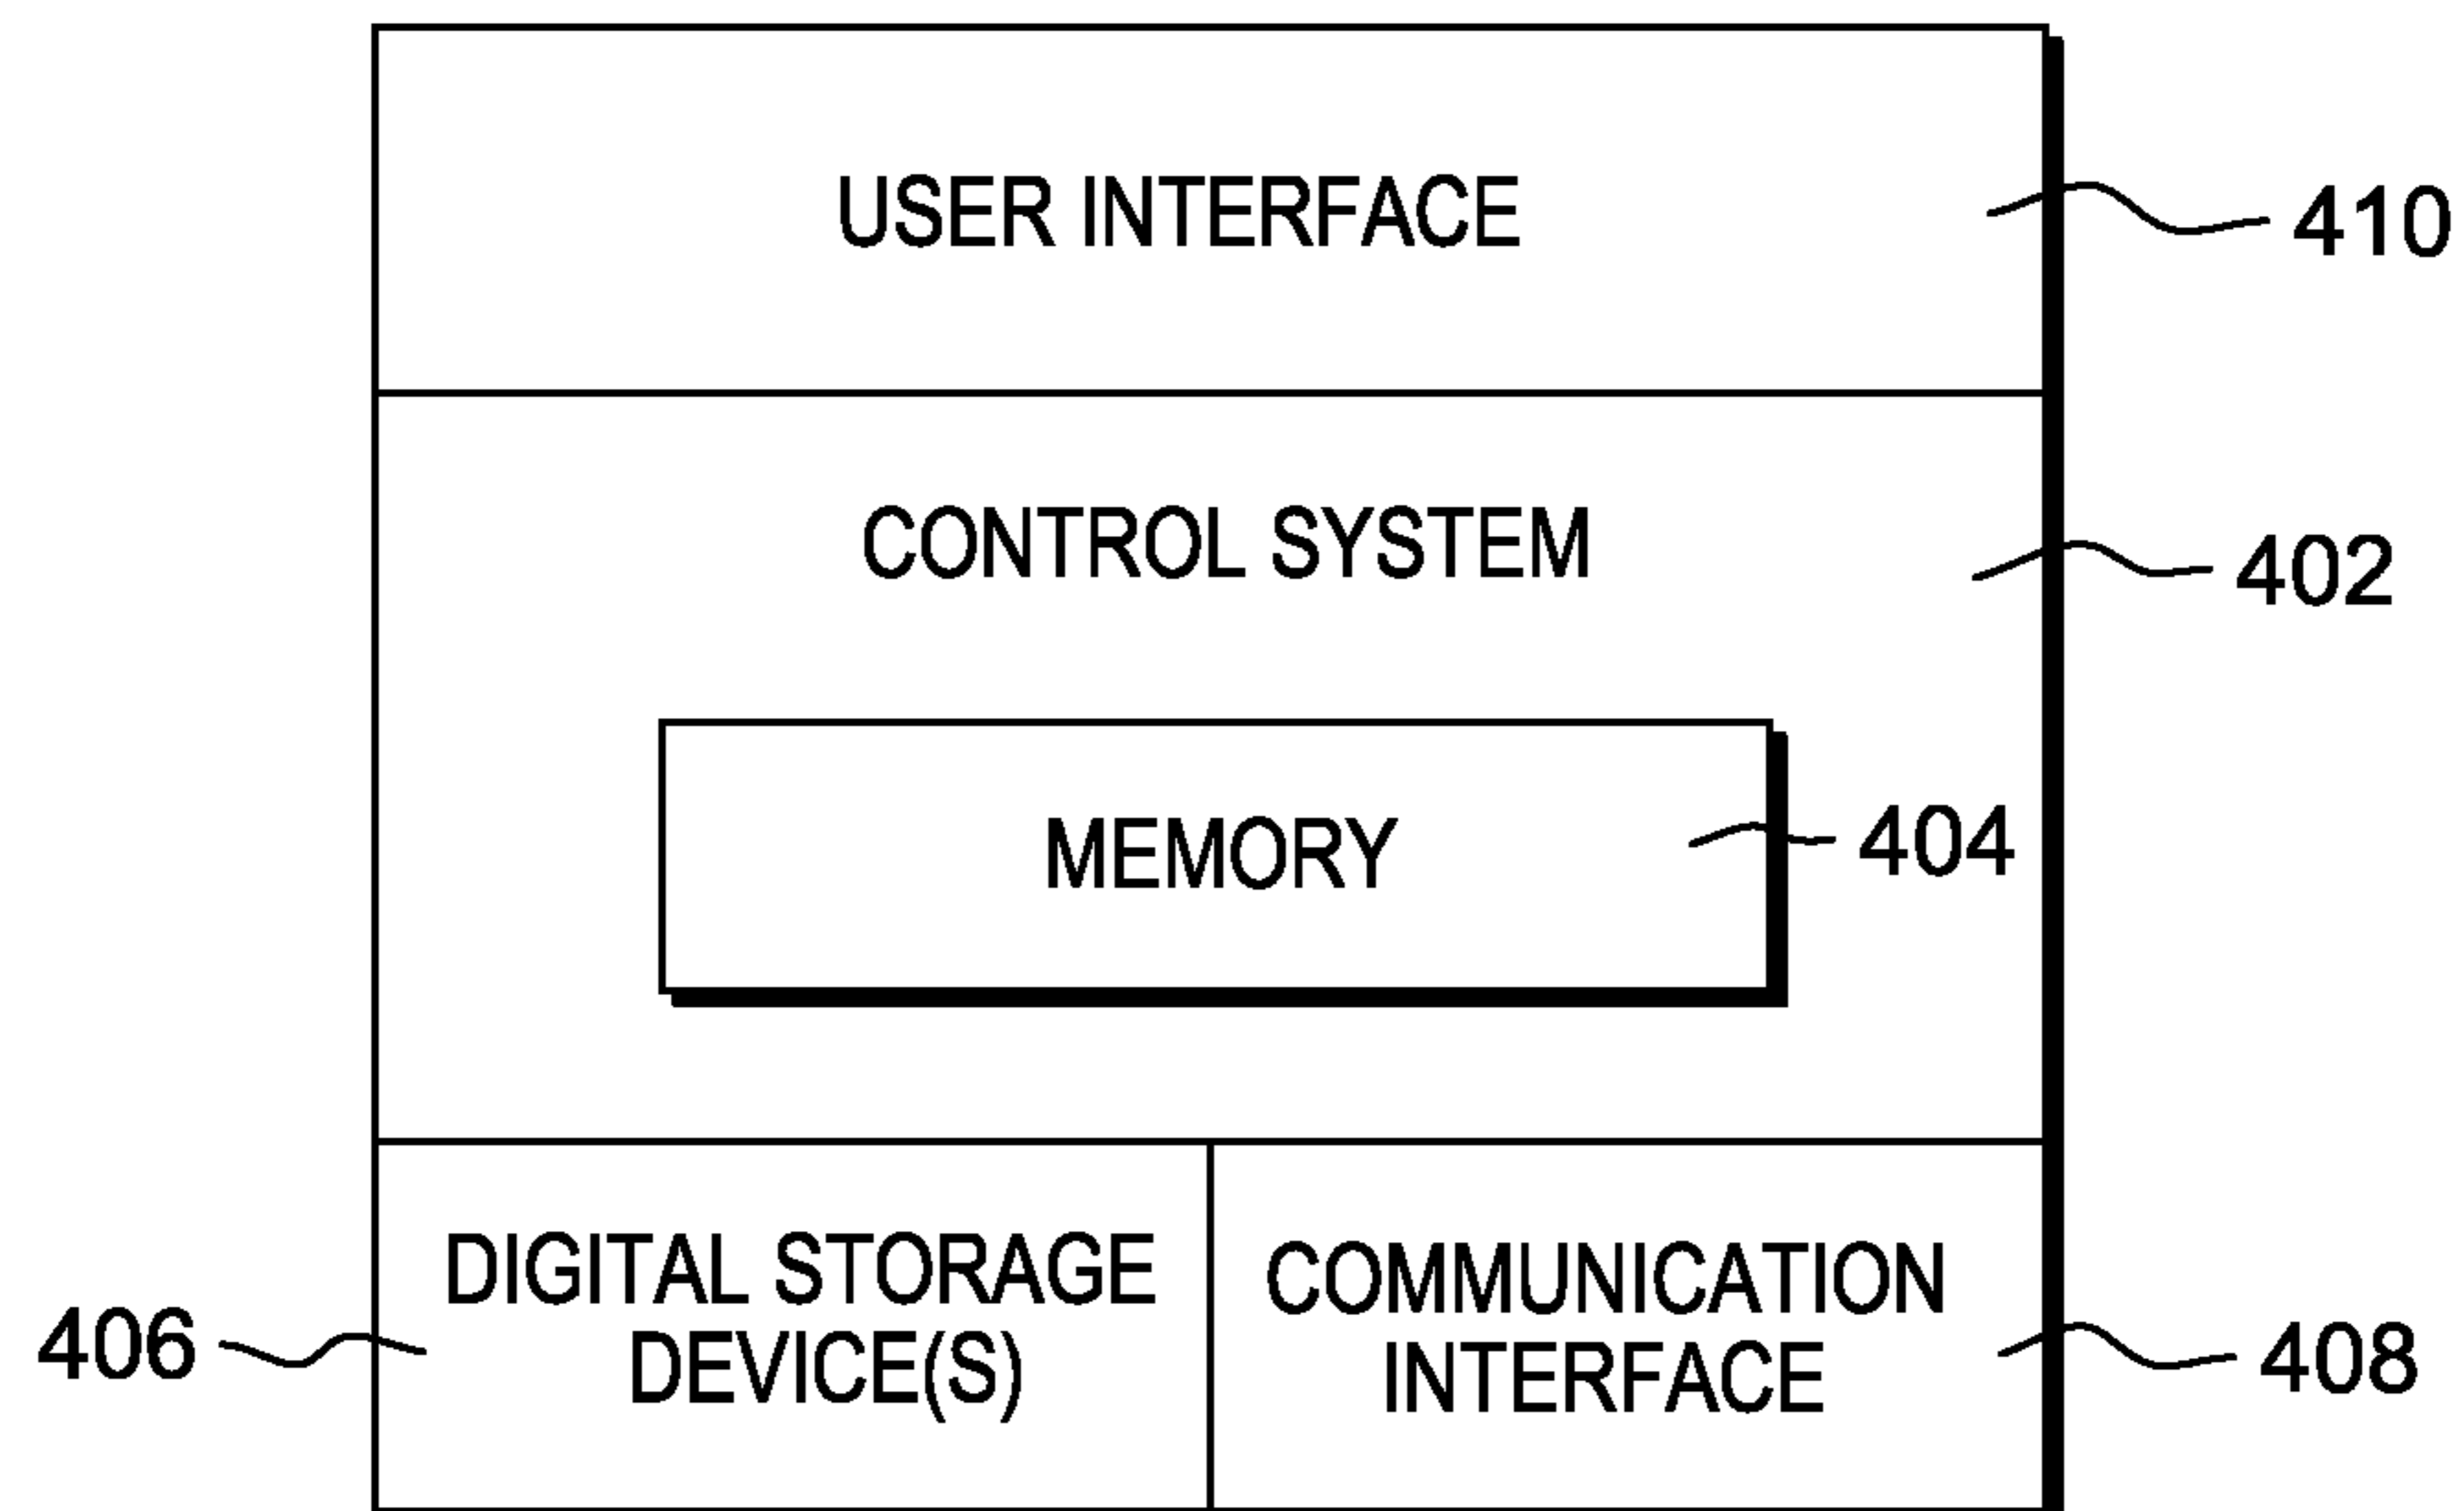 USER INTERFACE
410
CONTROL SYSTEM
402
MEMORY
404
406
DIGITAL STORAGE
DEVICE(S)
COMMUNICATION
INTERFACE
408